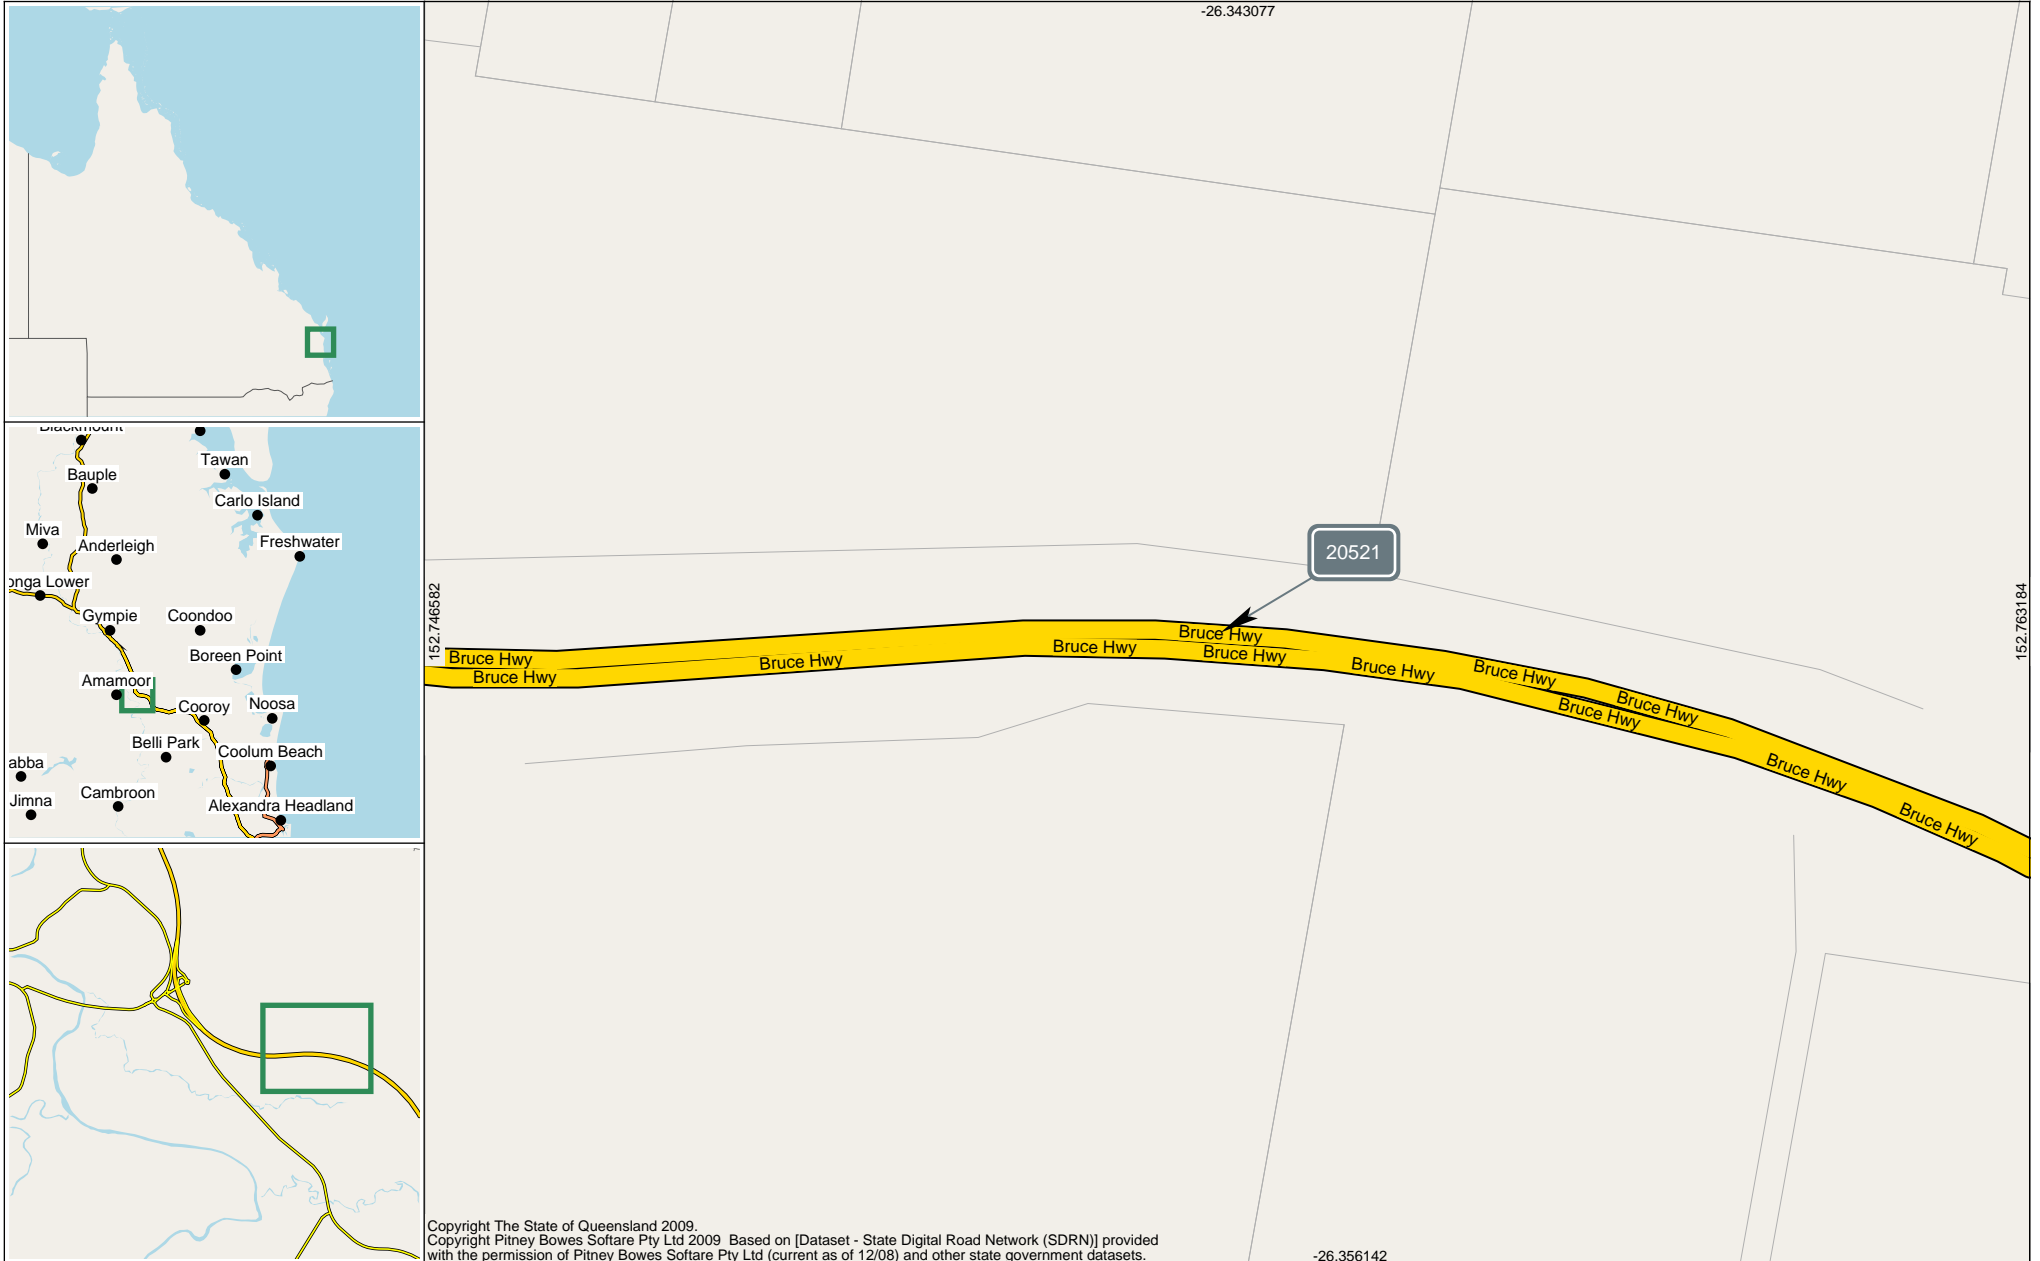 -26.343077
Tawan
Bauple
Carlo Island
Miva
Freshwater
Anderleigh
onga Lower
Gympie
Coondoo
Boreen Point
Amamoor
Noosa
Cooroy
Belli Park
Coolum Beach
abba
Cambroon
Jimna
Alexandra Headland
152.746582
20521
152.763184
Bruce Hwy
Bruce Hwy
Bruce Hwy
Bruce Hwy
Bruce Hwy
Bruce Hwy
Bruce Hwy
Bruce Hwy
Bruce Hwy
Bruce Hwy
Bruce Hwy
Bruce Hwy
Copyright The State of Queensland 2009.
Copyright Pitney Bowes Softare Pty Ltd 2009 Based on [Dataset - State Digital Road Network (SDRN)] provided
with the permission of Pitney Bowes Softare Pty Ltd (current as of 12/08) and other state government datasets.
-26.356142